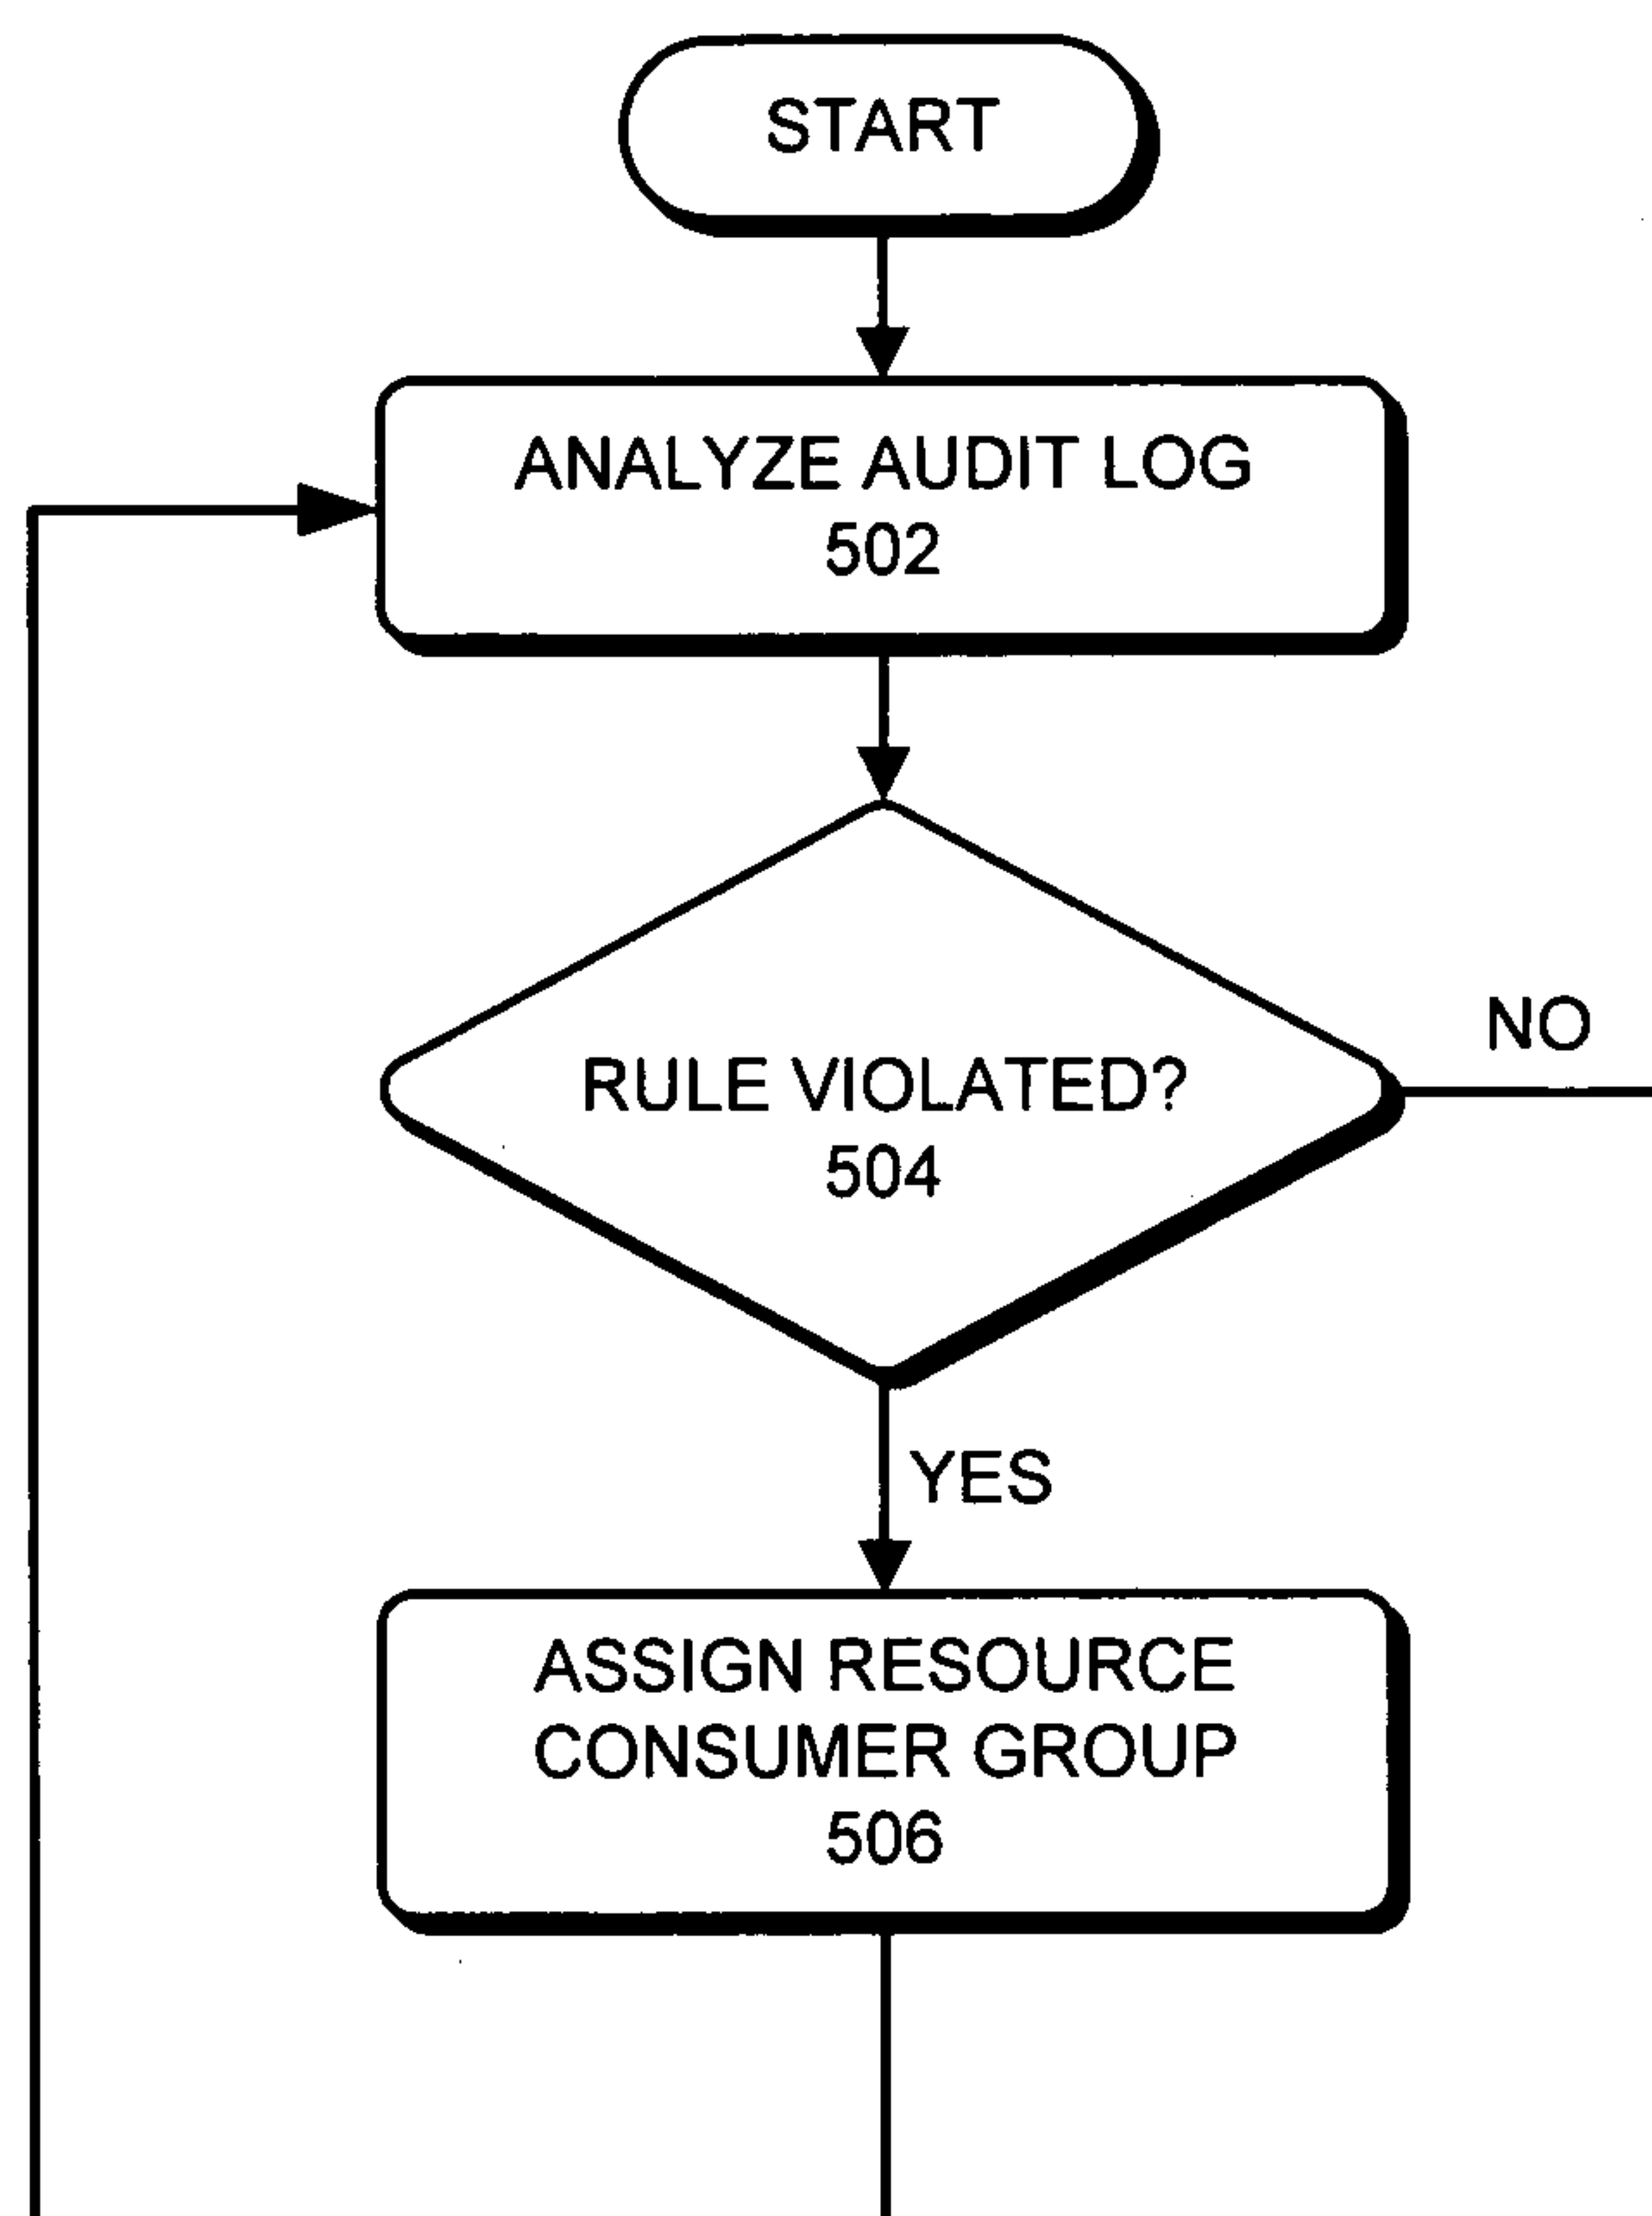 START
ANALYZE AUDIT LOG
502
NO
RULE VIOLATED?
504
YES
ASSIGN RESOURCE
CONSUMER GROUP
506